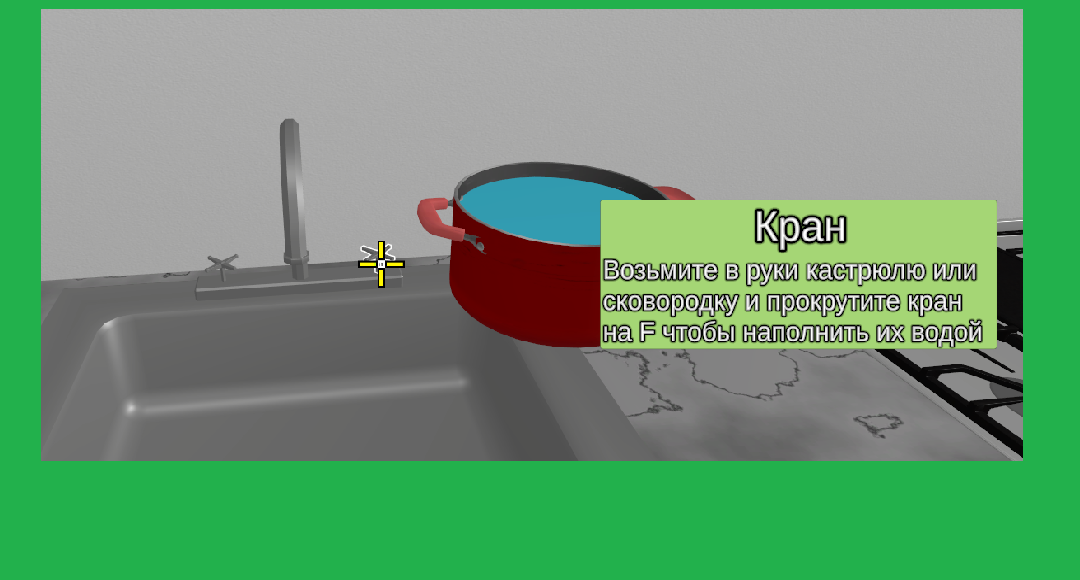 Кран
Возьмите в руки кастрюлю или
сковородку и прокрутите кран
на F чтобы наполнить их водой